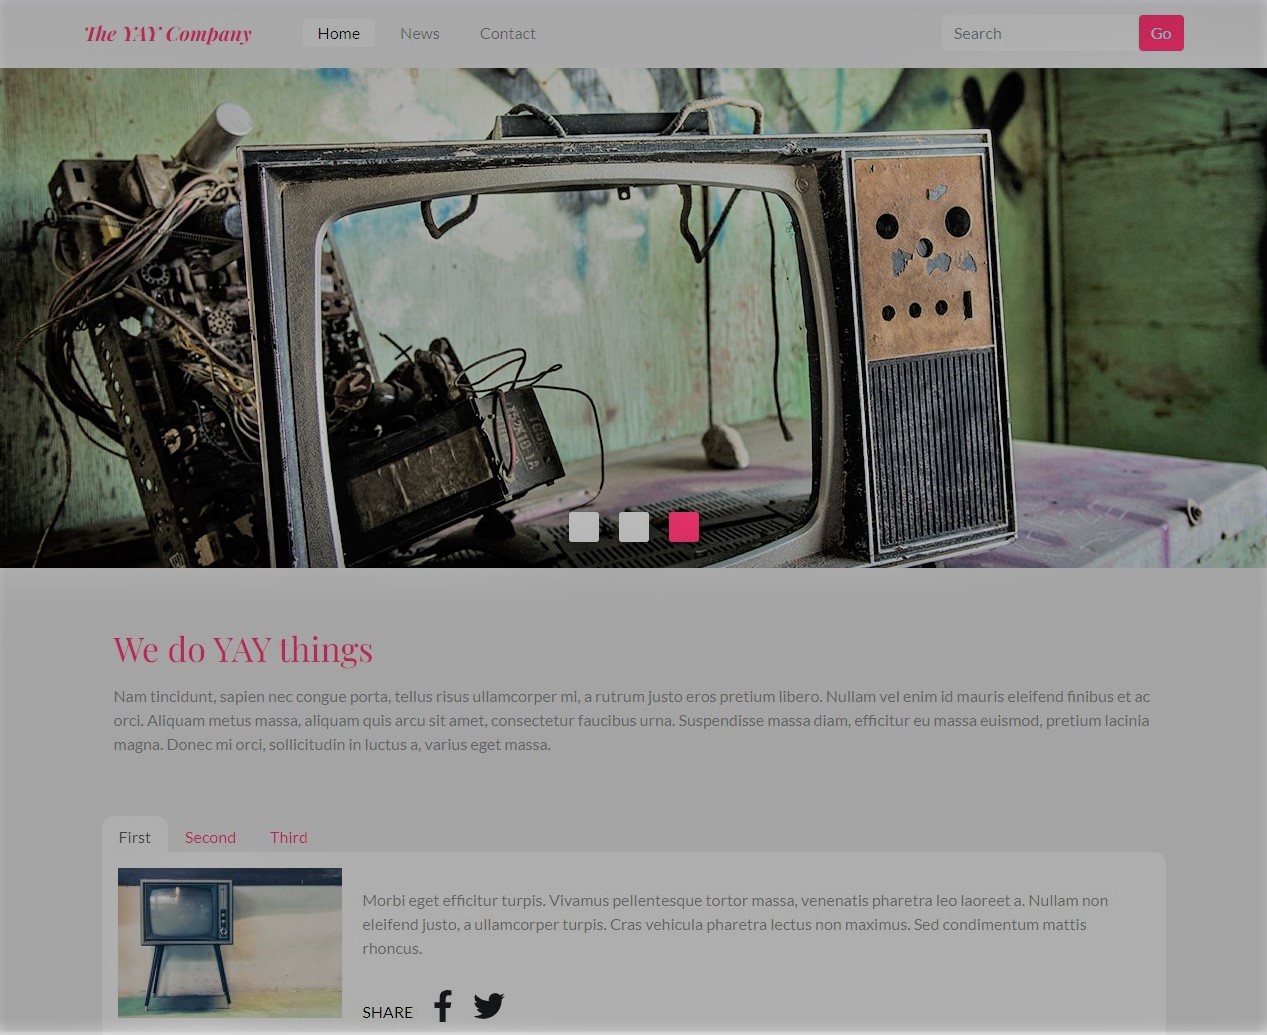 The YAY Company Home News Contact Search Go
We do YAY things
Nam tincidunt, sapien nec congue porta, tellus risus ullamcorper mi, a rutrum justo eros pretium libero. Nullam vel enim id mauris eleifend finibus et ac
orci. Aliquam metus massa, aliquam quis arcu sit amet, consectetur faucibus urna. Suspendisse massa diam, efficitur eu massa euismod, pretium lacinia
magna. Donec mi orci, sollicitudin in luctus a, varius eget massa.
First Second Third
Morbi eget efficitur turpis. Vivamus pellentesque tortor massa, venenatis pharetra leo laoreet a. Nullam non
eleifend justo, a ullamcorper turpis. Cras vehicula pharetra lectus non maximus. Sed condimentum mattis
rhoncus.
SHARE